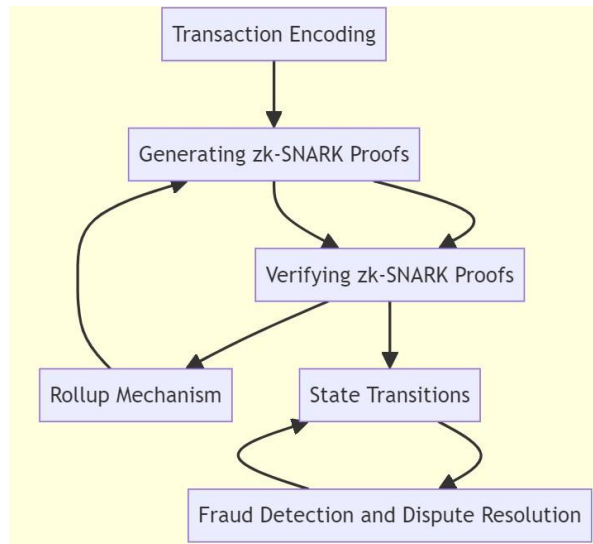 Transaction Encoding
Generating zk-SNARK Proofs
Verifying zk-SNARK Proofs
Rollup Mechanism
State Transitions
Fraud Detection and Dispute Resolution